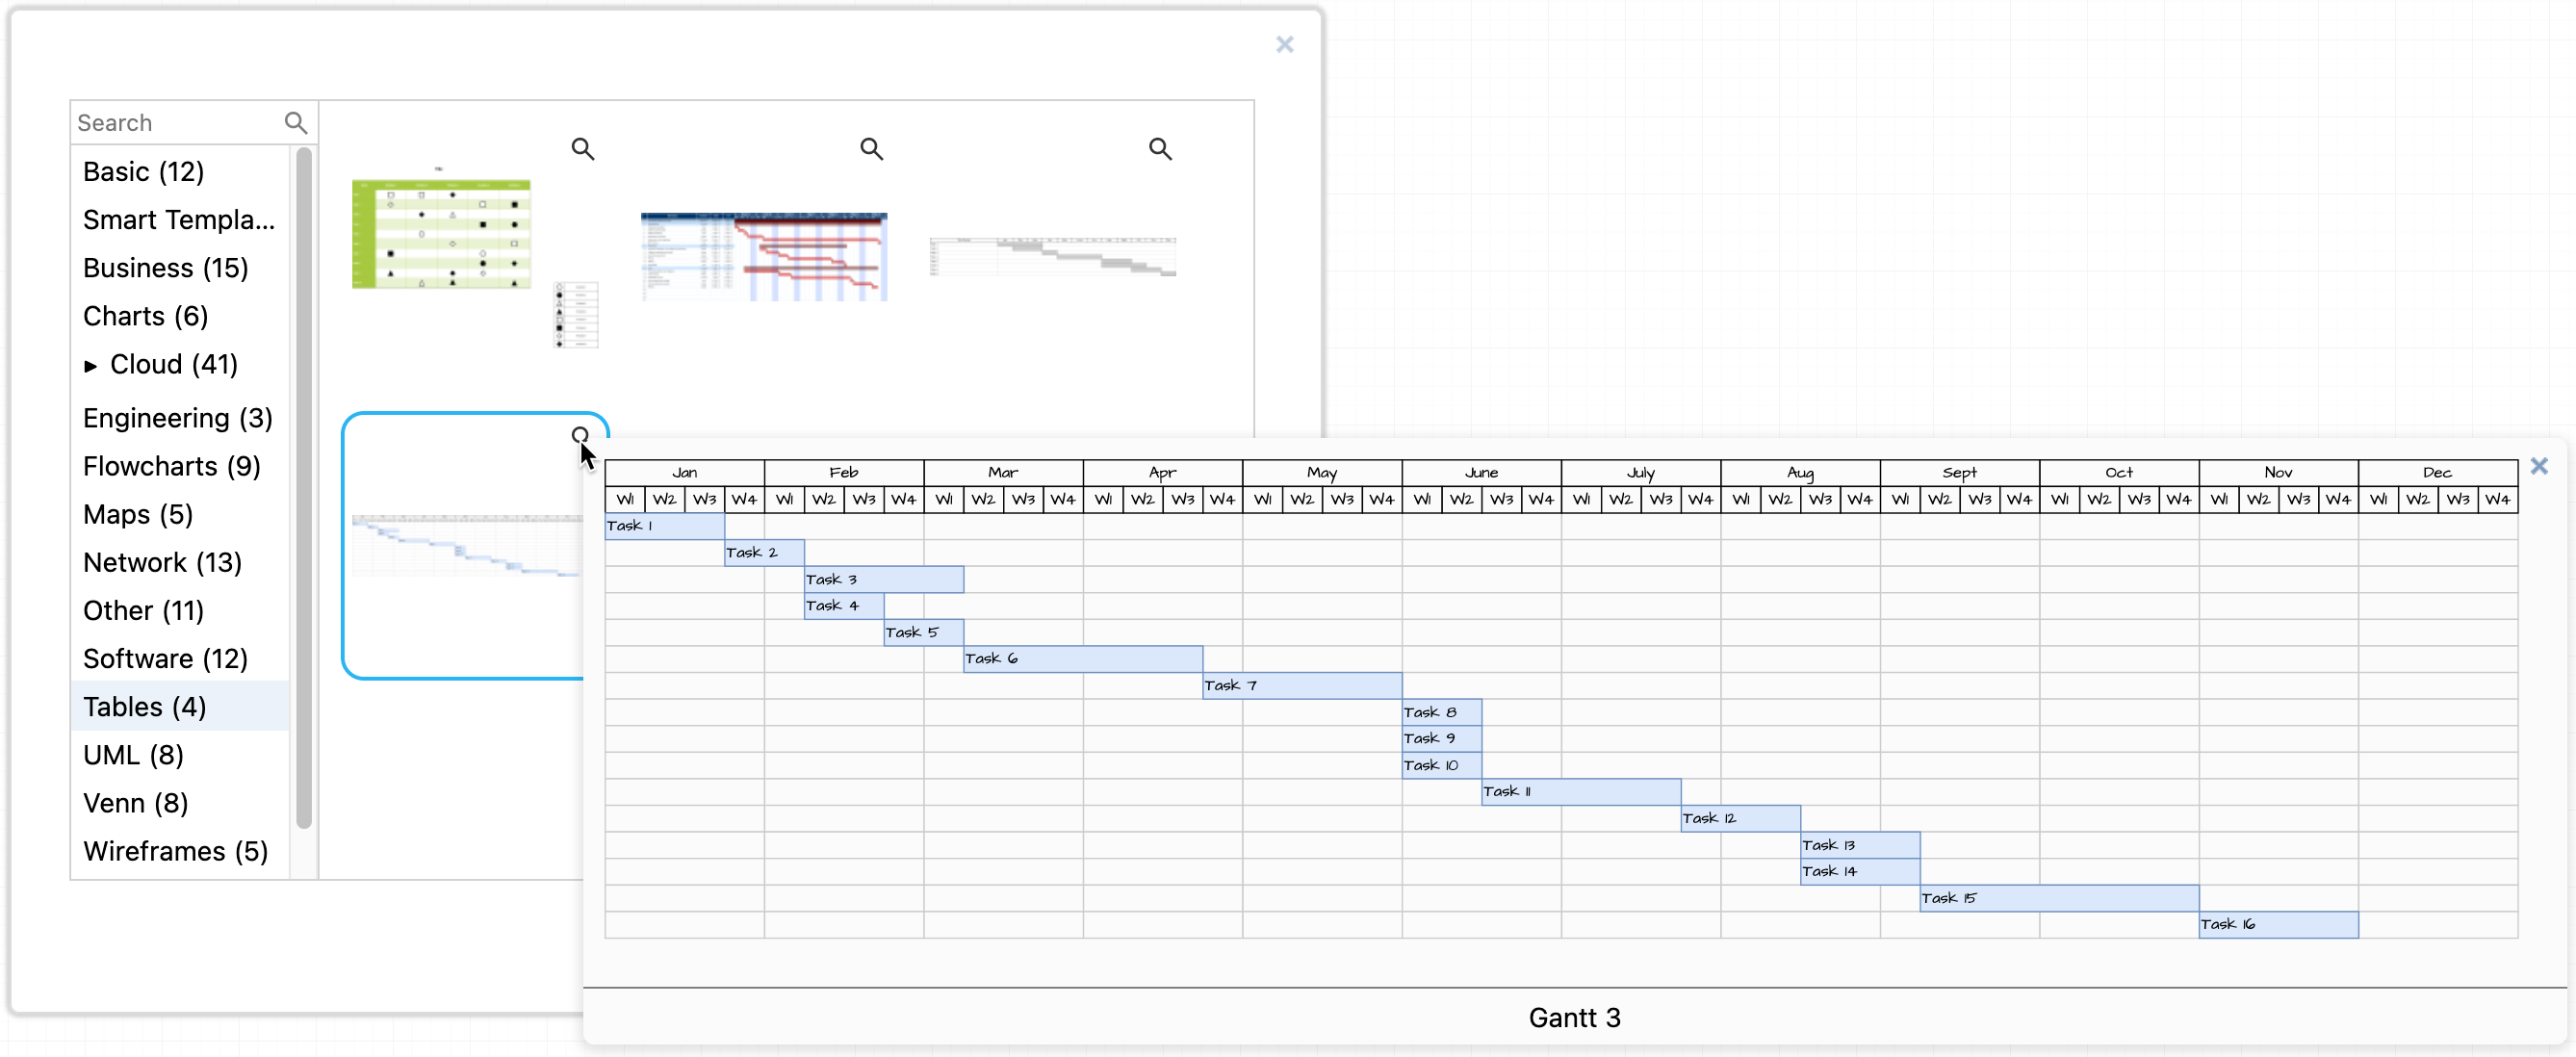 Search
Basic (12)
Smart Templa...
Business (15)
Charts (6)
Cloud (41)
Engineering (3)
Flowcharts (9)
Maps (5)
Network (13)
Other (11)
Software (12)
Tables (4)
UML (8)
Venn (8)
Wireframes (5)
Jan Feb Mar Apr May June July Aug Sept Oct Nov Dec
W1 W2 W3 W4 W1 W2 W3 W4 W1 W2 W3 W4 W1 W2 W3 W4 W1 W2 W3 W4 W1 W2 W3 W4 W1 W2 W3 W4 W1 W2 W3 W4 W1 W2 W3 W4 W1 W2 W3 W4 W1 W2 W3 W4 W1 W2 W3 W4
Task 1
Task 2
Task 3
Task 4
Task 5
Task 6
Task 7
Task 8
Task 9
Task 10
Task 11
Task 12
Task 13
Task 14
Task 15
Task 16
Gantt 3